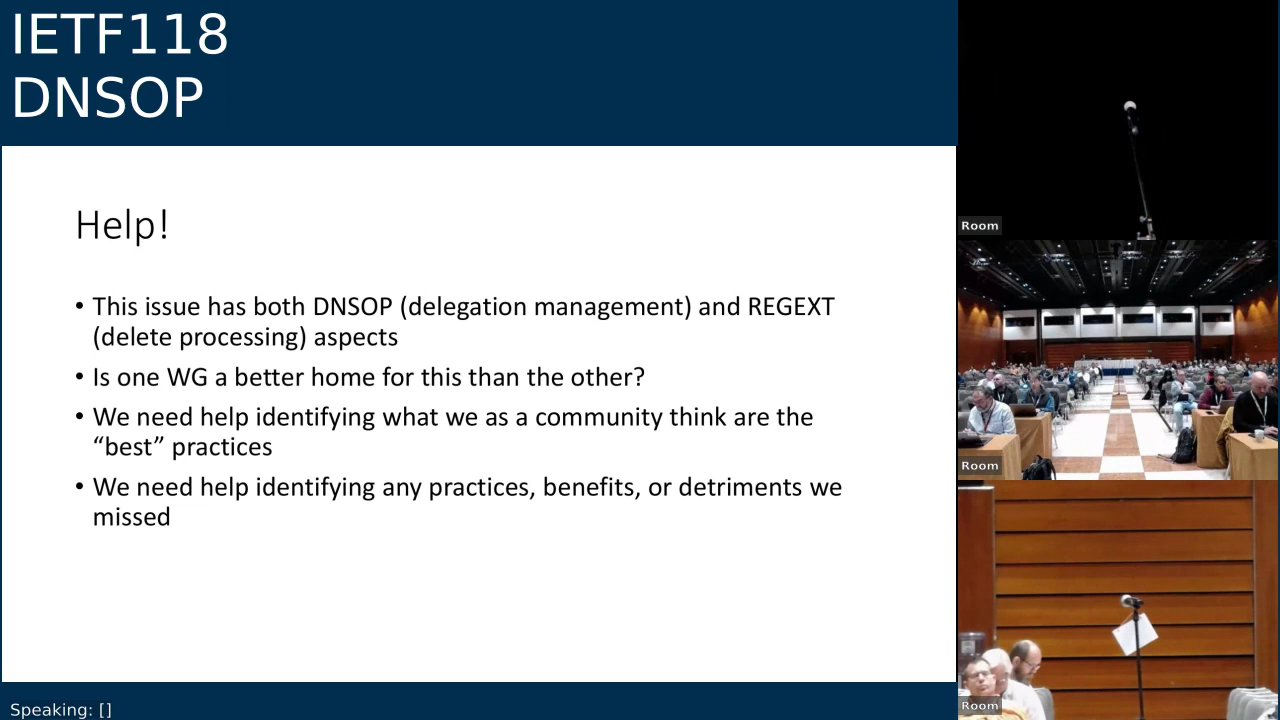 IETF118
DNSOP
Help!
• This issue has both DNSOP (delegation management) and REGEXT
(delete processing) aspects
• Is one WG a better home for this than the other?
• We need help identifying what we as a community think are the
“best” practices
• We need help identifying any practices, benefits, or detriments we
missed
Speaking: []
Room
Room
Room